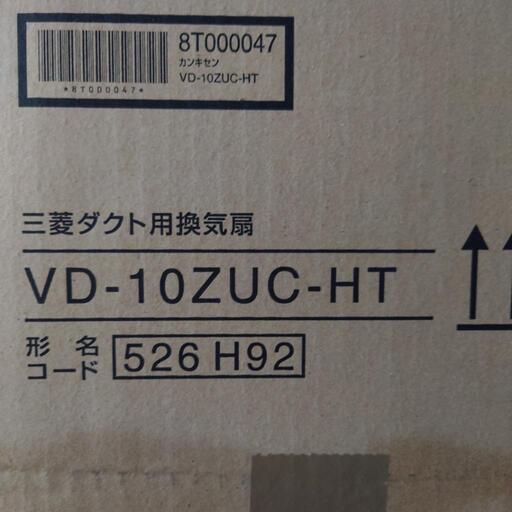 8T000047
カンキセン
VD-10ZUC-HT
*8T000047*
三菱ダクト用換気扇
VD-10ZUC-HT
形名
コード 526 H92